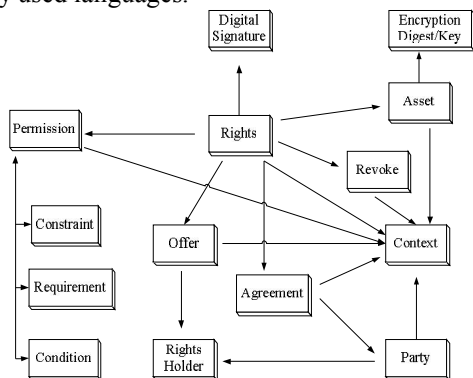 y used languages.
Digital
Signature
Encryption
Digest/Key
Asset
Permission
Rights
Revoke
Constraint
Offer
Context
Requirement
Agreement
Condition
Rights
Holder
Party